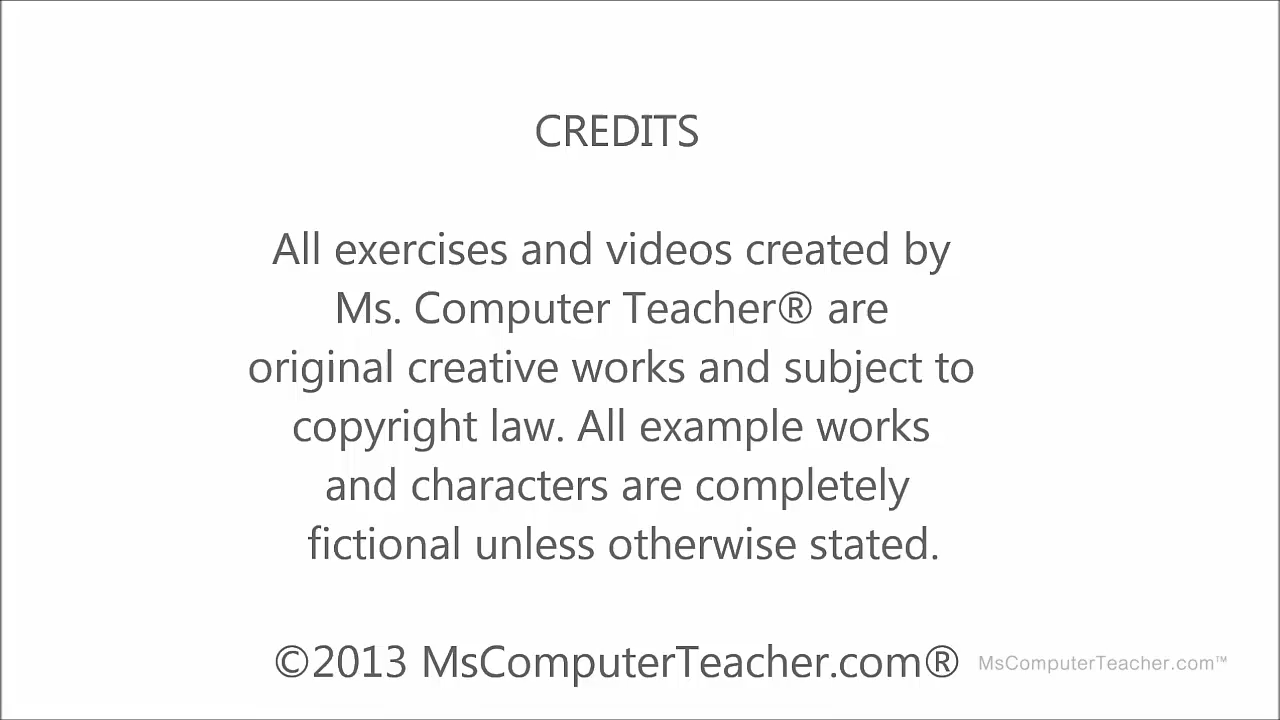 CREDITS
All exercises and videos created by
Ms. Computer Teacher® are
original creative works and subject to
copyright law. All example works
and characters are completely
fictional unless otherwise stated.
©2013 MsComputerTeacher.com®
MsComputerTeacher.com™